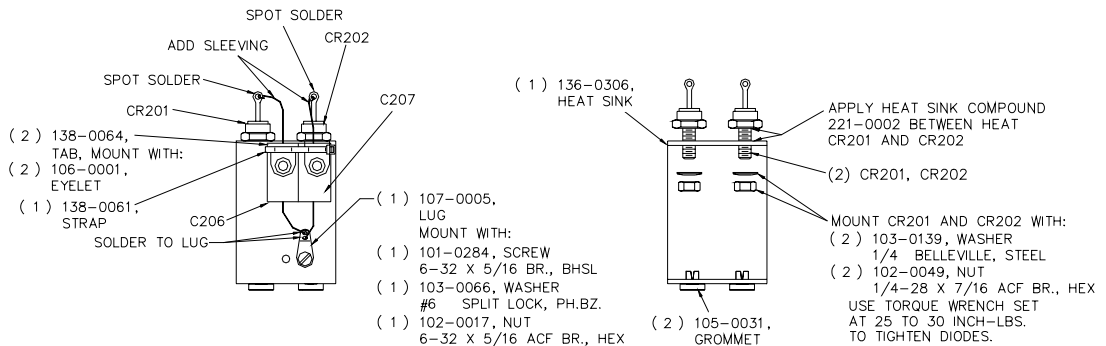 SPOT SOLDER
CR202
ADD SLEEVING
SPOT SOLDER
CR201
C207
( 2 ) 138-0064,
TAB, MOUNT WITH:
( 2 ) 106-0001,
EYELET
( 1 ) 138-0061,
STRAP
C206
SOLDER TO LUG
( 1 ) 107-0005,
LUG
MOUNT WITH:
( 1 ) 101-0284, SCREW
6-32 X 5/16 BR., BHSL
( 1 ) 103-0066, WASHER
#6 SPLIT LOCK, PH.BZ.
( 1 ) 102-0017, NUT
6-32 X 5/16 ACF BR., HEX
( 1 ) 136-0306,
HEAT SINK
APPLY HEAT SINK COMPOUND
221-0002 BETWEEN HEAT
CR201 AND CR202
(2) CR201, CR202
MOUNT CR201 AND CR202 WITH:
( 2 ) 103-0139, WASHER
1/4 BELLEVILLE, STEEL
( 2 ) 102-0049, NUT
1/4-28 X 7/16 ACF BR., HEX
USE TORQUE WRENCH SET
AT 25 TO 30 INCH-LBS.
TO TIGHTEN DIODES.
( 2 ) 105-0031,
GROMMET